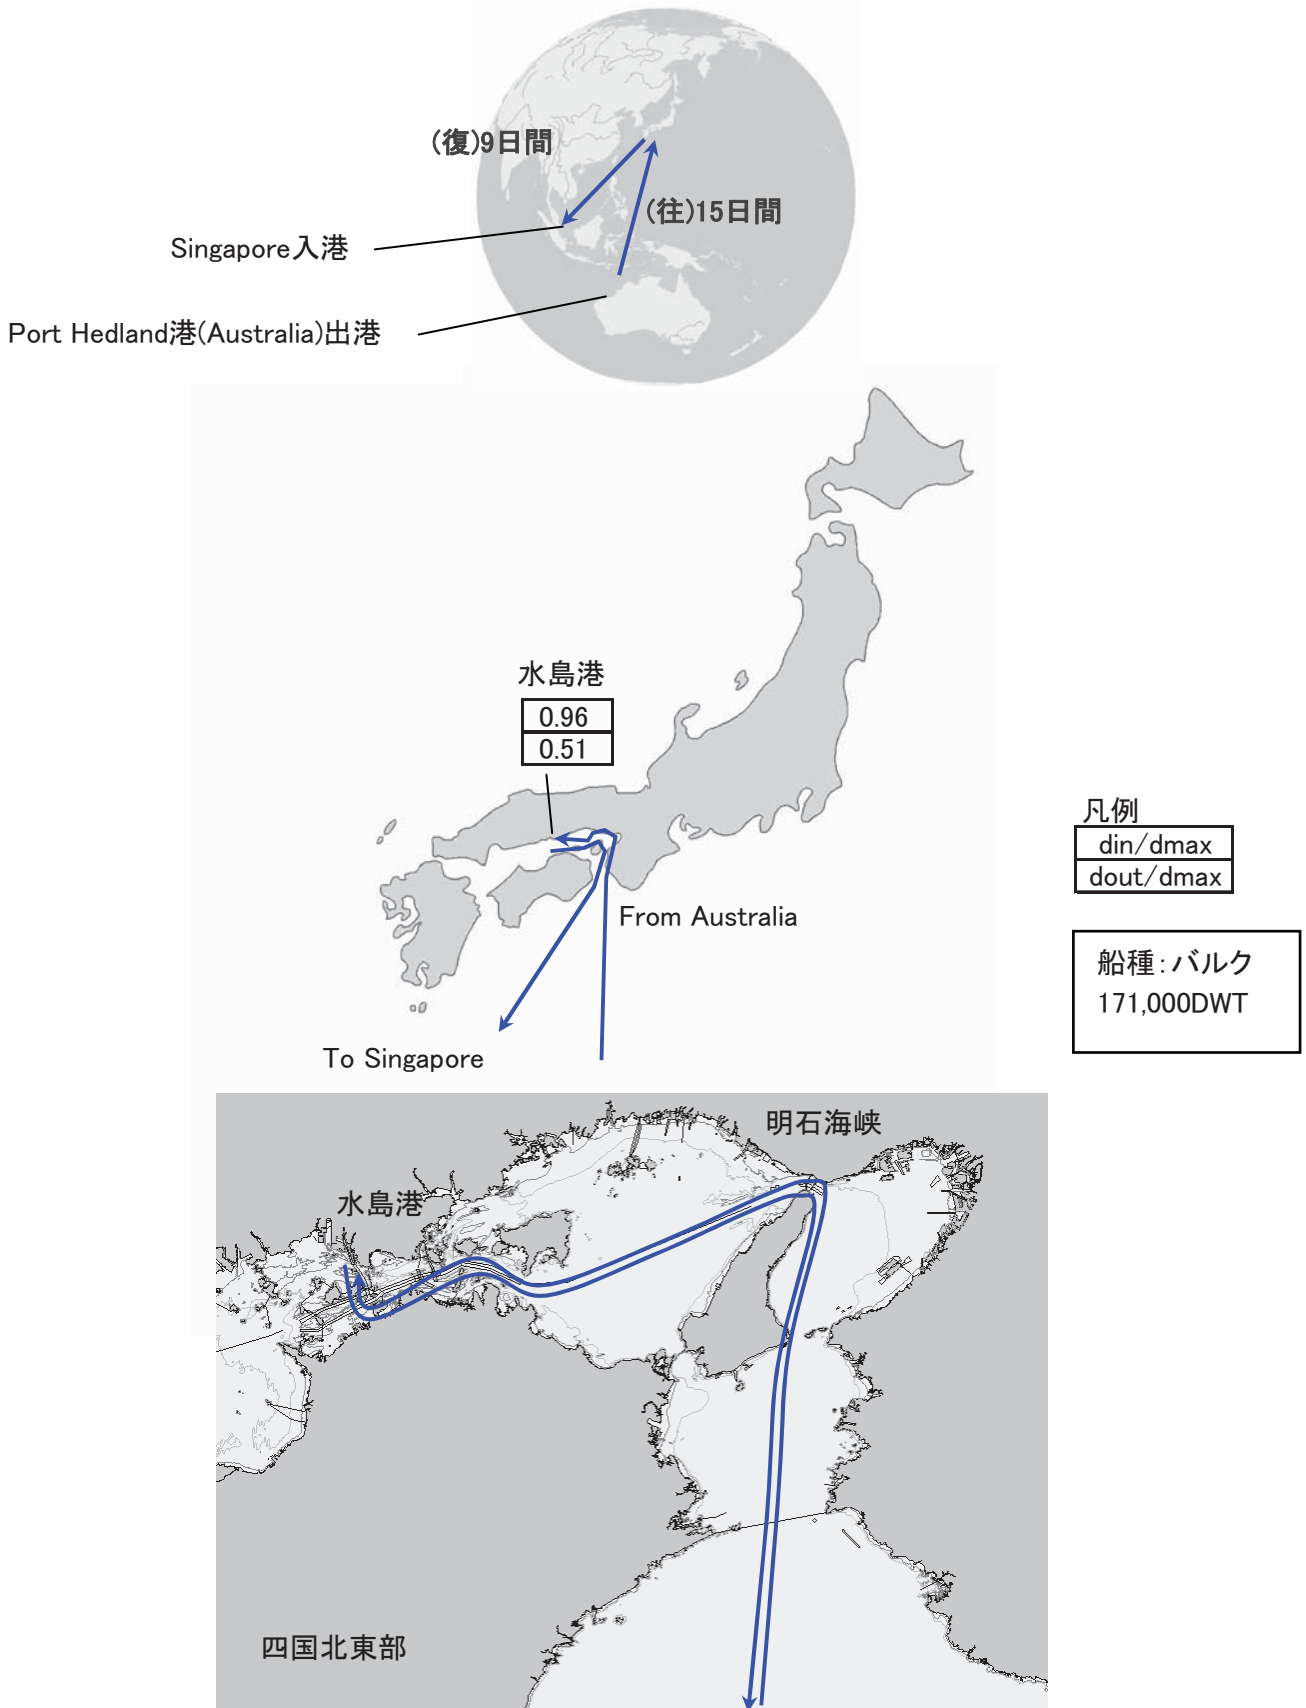 (復)9日間
(往)15日間
Singapore入港
Port Hedland港(Australia)出港
水島港
0.96
0.51
凡例
din/dmax
dout/dmax
From Australia
船種：バルク
171,000DWT
To Singapore
明石海峡
水島港
四国北東部